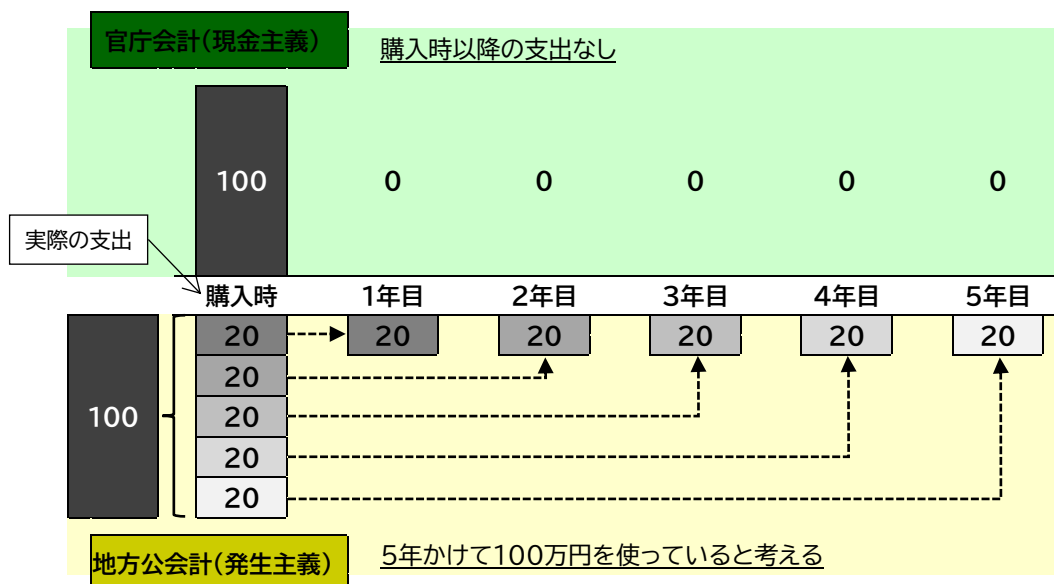 官庁会計(現金主義)
購入時以降の支出なし
100 0 0 0 0 0
実際の支出
購入時 1年目 2年目 3年目 4年目 5年目
20 20 20 20 20 20
20
100 20
20
20
地方公会計(発生主義)
5年かけて100万円を使っていると考える